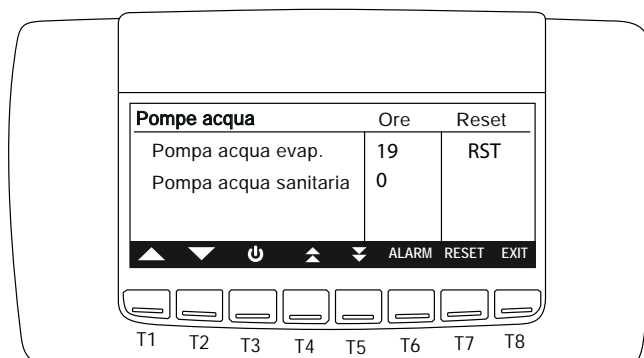 Pompe acqua Ore Reset
Pompa acqua evap. 19 RST
Pompa acqua sanitaria 0
ALARM RESET EXIT
T1 T2 T3 T4 T5 T6 T7 T8